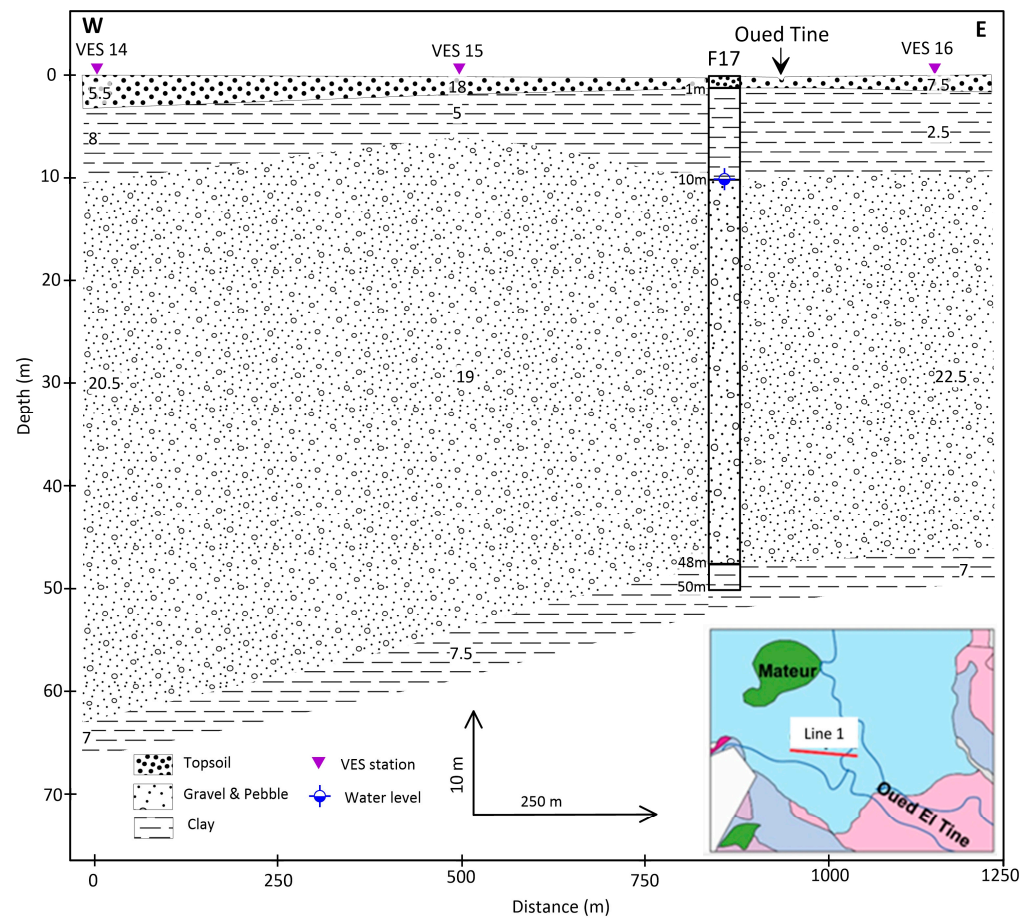 W
E
Oued Tine
VES 14
VES 15
F17
VES 16
0
5.5
18
1m
7.5
5
8
2.5
10
10m
20
30
20.5
19
22.5
Depth (m)
40
48m
7
50
50m
7.5
60
7
70
Topsoil
Gravel & Pebble
Clay
VES station
Water level
10 m
250 m
Mateur
Line 1
Oued El Tine
0
250
500
750
1000
1250
Distance (m)